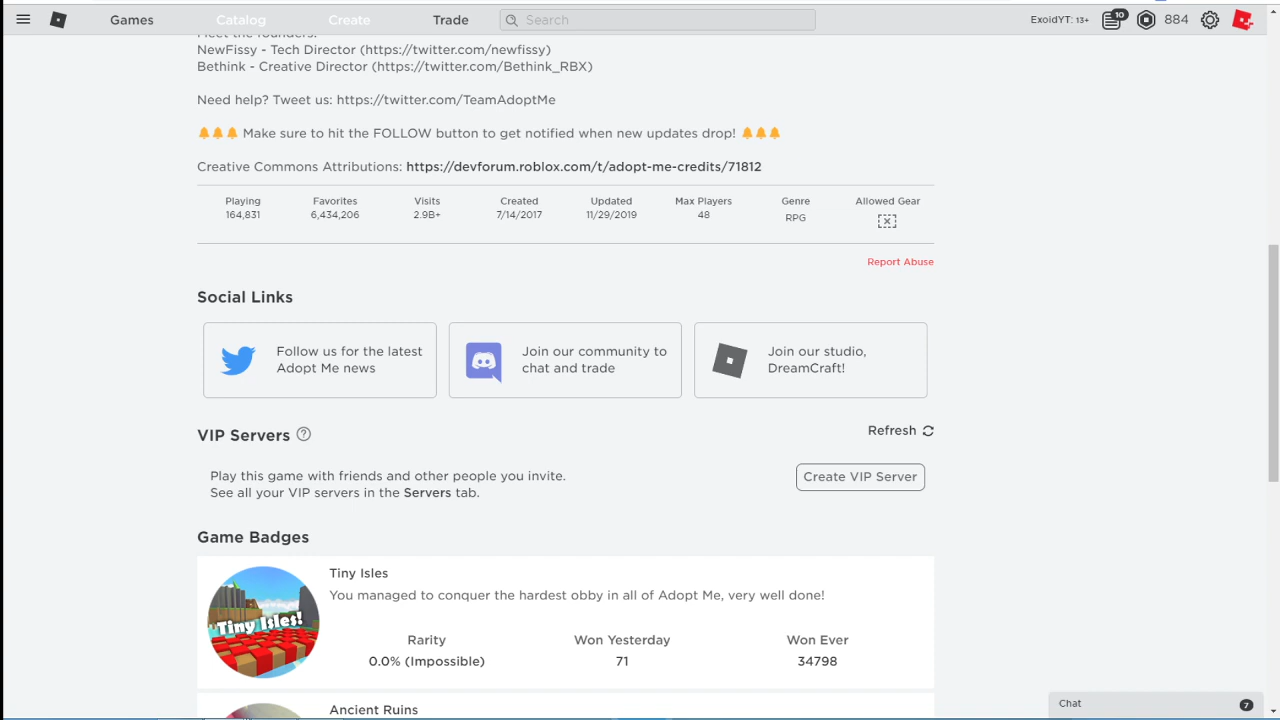 Games Catalog Create Trade Search ExoidYT: 13+ 10 884
Meet the founders:
NewFissy - Tech Director (https://twitter.com/newfissy)
Bethink - Creative Director (https://twitter.com/Bethink_RBX)
Need help? Tweet us: https://twitter.com/TeamAdoptMe
🔔🔔🔔 Make sure to hit the FOLLOW button to get notified when new updates drop! 🔔🔔🔔
Creative Commons Attributions: https://devforum.roblox.com/t/adopt-me-credits/71812
Playing Favorites Visits Created Updated Max Players Genre Allowed Gear
164,831 6,434,206 2.9B+ 7/14/2017 11/29/2019 48 RPG
Report Abuse
Social Links
Follow us for the latest
Adopt Me news
Join our community to
chat and trade
Join our studio,
DreamCraft!
VIP Servers
Refresh
Play this game with friends and other people you invite.
See all your VIP servers in the Servers tab.
Create VIP Server
Game Badges
Tiny Isles!
Tiny Isles
You managed to conquer the hardest obby in all of Adopt Me, very well done!
Rarity Won Yesterday Won Ever
0.0% (Impossible) 71 34798
Ancient Ruins
Chat 7